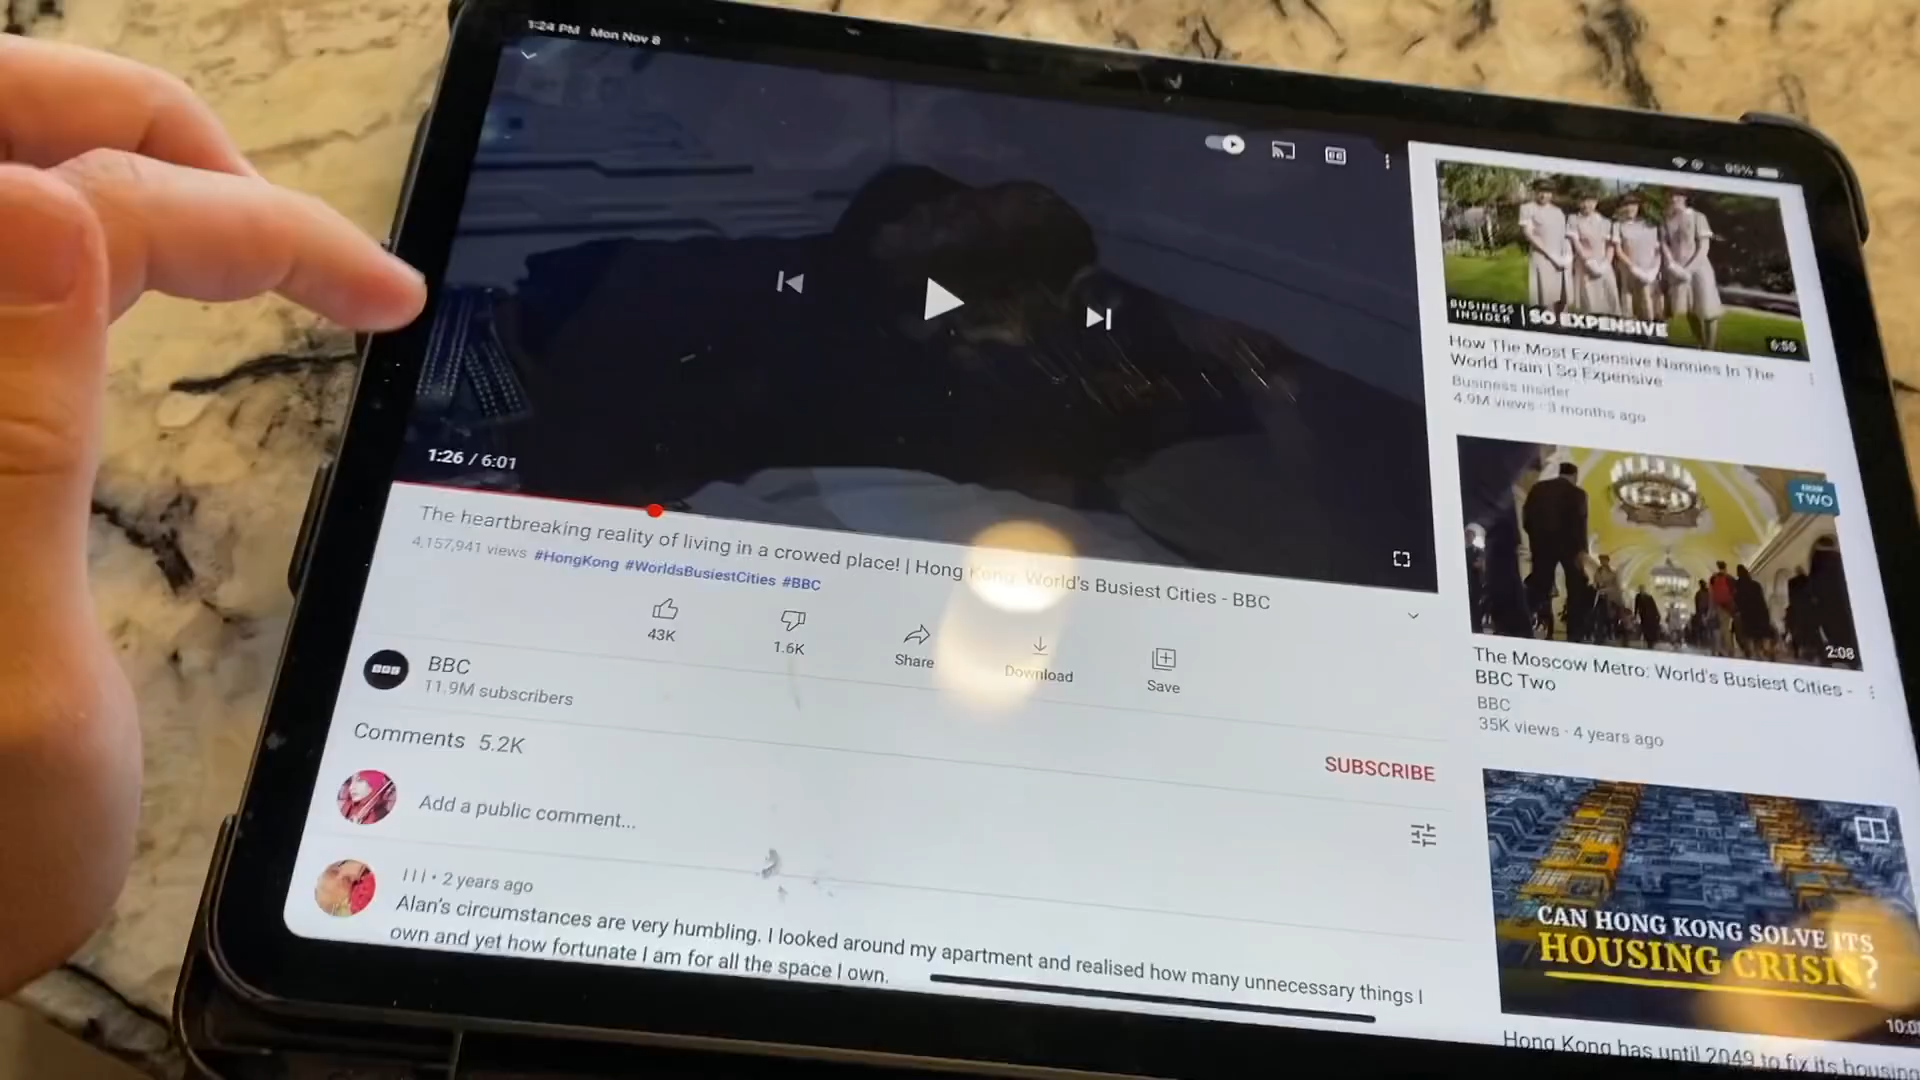 1:24 PM Mon Nov 8
95%
1:26 / 6:01
The heartbreaking reality of living in a crowed place! | Hong Kong: World's Busiest Cities - BBC
4,157,941 views #HongKong #WorldsBusiestCities #BBC
43K
1.6K
Share
Download
Save
BBC
BBC
11.9M subscribers
SUBSCRIBE
Comments 5.2K
Add a public comment...
III • 2 years ago
Alan's circumstances are very humbling. I looked around my apartment and realised how many unnecessary things I
own and yet how fortunate I am for all the space I own.
BUSINESS
INSIDER
SO EXPENSIVE
6:56
How The Most Expensive Nannies In The
World Train | So Expensive
Business Insider
4.9M views · 3 months ago
TWO
2:08
The Moscow Metro: World's Busiest Cities -
BBC Two
BBC
35K views · 4 years ago
CAN HONG KONG SOLVE ITS
HOUSING CRISIS?
Hong Kong has until 2049 to fix its housing